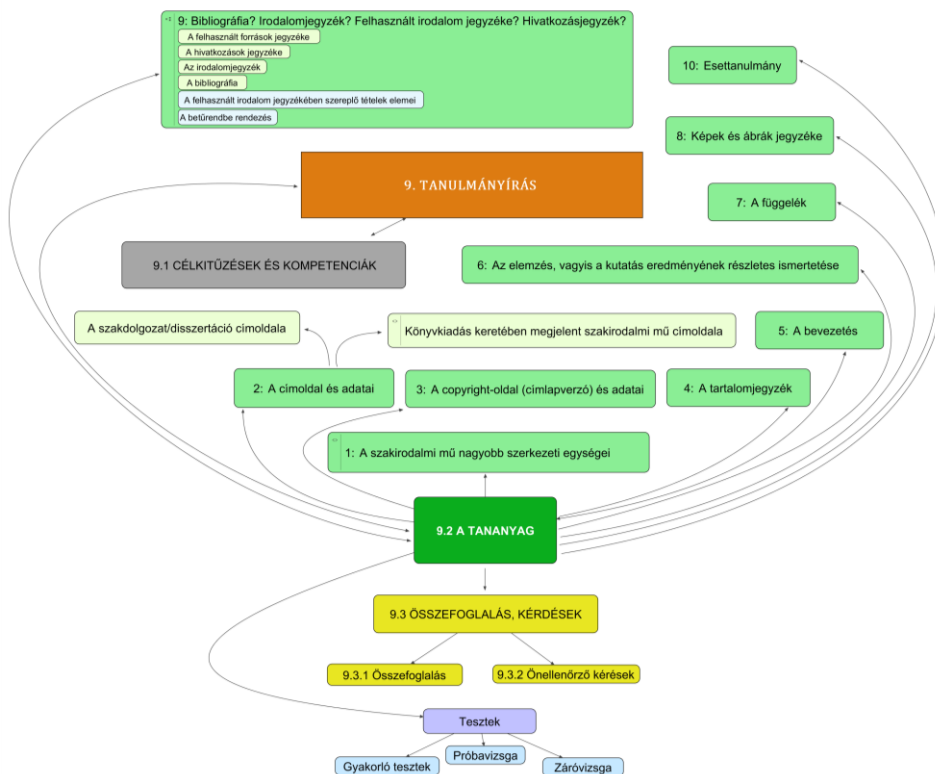 9: Bibliográfia? Irodalomjegyzék? Felhasznált irodalom jegyzéke? Hivatkozásjegyzék?
A felhasznált források jegyzéke
A hivatkozások jegyzéke
Az irodalomjegyzék
A bibliográfia
A felhasznált irodalom jegyzékében szereplő tételek elemei
A betűrendbe rendezés
10: Esettanulmány
8: Képek és ábrák jegyzéke
9. TANULMÁNYÍRÁS
7: A függelék
9.1 CÉLKITŰZÉSEK ÉS KOMPETENCIÁK
6: Az elemzés, vagyis a kutatás eredményének részletes ismertetése
A szakdolgozat/disszertáció címoldala
Könyvkiadás keretében megjelent szakirodalmi mű címoldala
5: A bevezetés
2: A címoldal és adatai
3: A copyright-oldal (címlapverzó) és adatai
4: A tartalomjegyzék
1: A szakirodalmi mű nagyobb szerkezeti egységei
9.2 A TANANYAG
9.3 ÖSSZEFOGLALÁS, KÉRDÉSEK
9.3.1 Összefoglalás
9.3.2 Önellenőrző kérések
Tesztek
Gyakorló tesztek
Próbavizsga
Záróvizsga